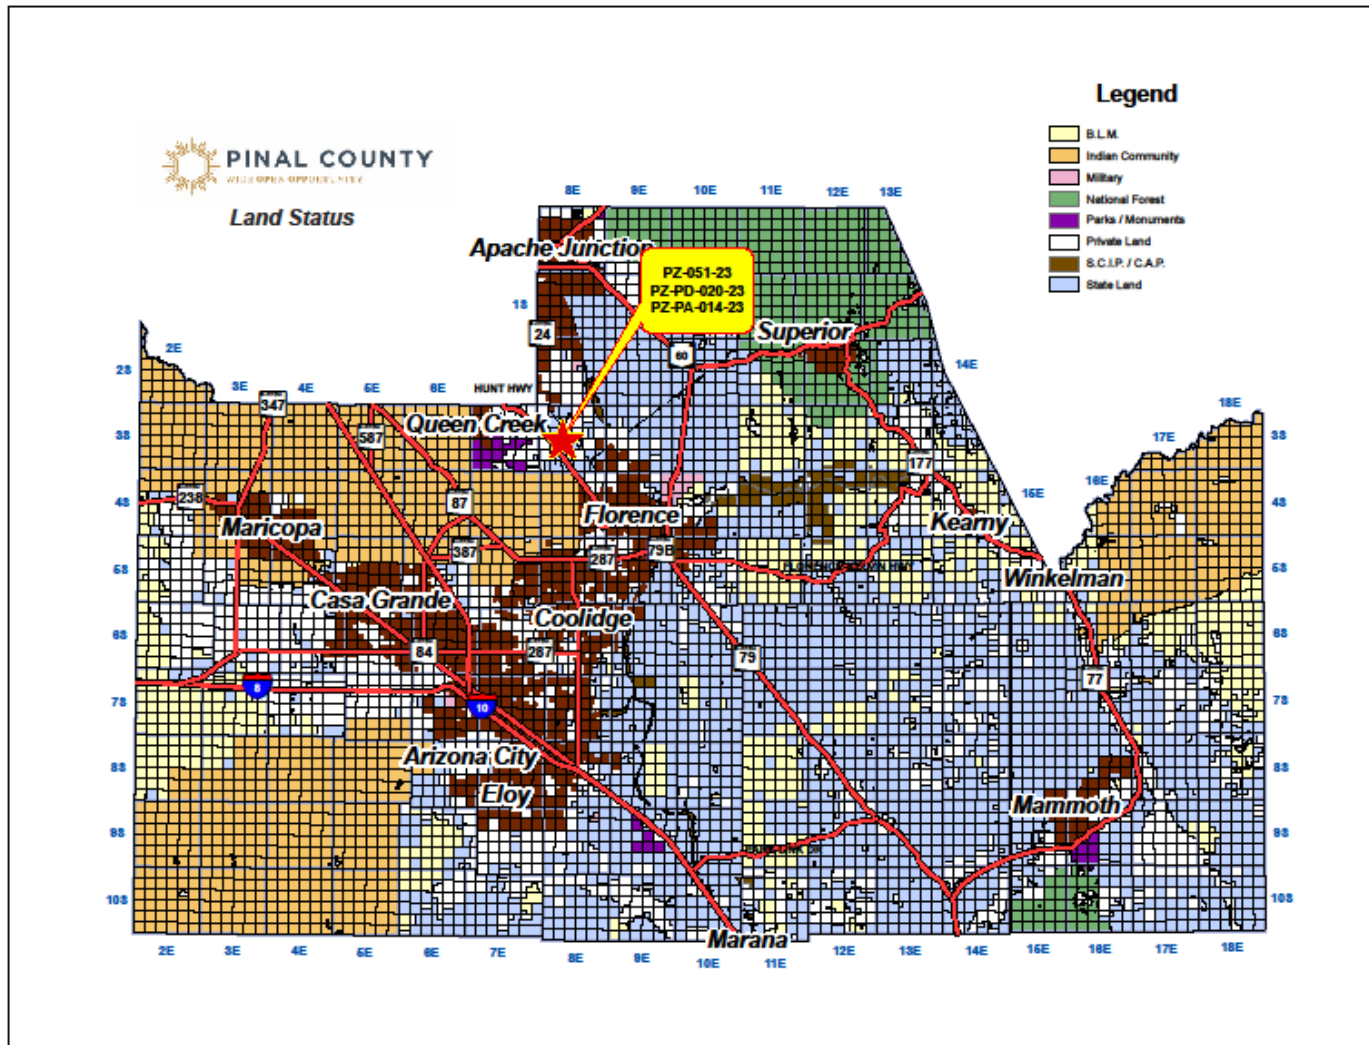 Legend
B.L.M.
Indian Community
Military
National Forest
Parks / Monuments
Private Land
S.C.I.P. / C.A.P.
State Land
PINAL COUNTY
WIDE OPEN OPPORTUNITY
Land Status
8E 9E 10E 11E 12E 13E
Apache Junction
PZ-051-23
PZ-PD-020-23
PZ-PA-014-23
1S
24
Superior
60
2E
14E
2S
3E 4E 5E 6E
HUNT HWY
347
18E
Queen Creek
587
3S
17E
3S
177
16E
238
87
15E
4S
4S
Maricopa
Florence
Kearny
387
287
79B
5S
5S
Winkelman
Casa Grande
Coolidge
6S
6S
84
287
79
77
8
7S
10
7S
Arizona City
8S
8S
Eloy
Mammoth
9S
9S
10S
10S
Marana
2E 3E 4E 5E 6E 7E 8E 9E 10E 11E 12E 13E 14E 15E 16E 17E 18E